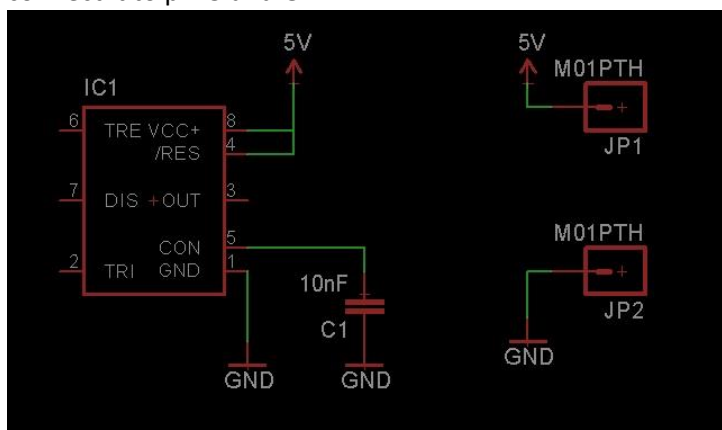 5V
5V
M01PTH
IC1
6
TRE VCC+
8
/RES
4
JP1
7
DIS +OUT
3
M01PTH
CON
5
2
TRI
GND
1
10nF
JP2
C1
GND
GND
GND